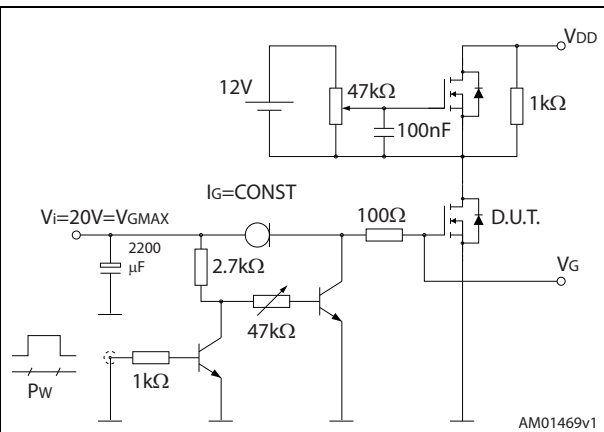 VDD
12V
47kΩ
1kΩ
100nF
IG=CONST
Vi=20V=VGMAX
100Ω
D.U.T.
2200
μF
2.7kΩ
VG
47kΩ
1kΩ
PW
AM01469v1